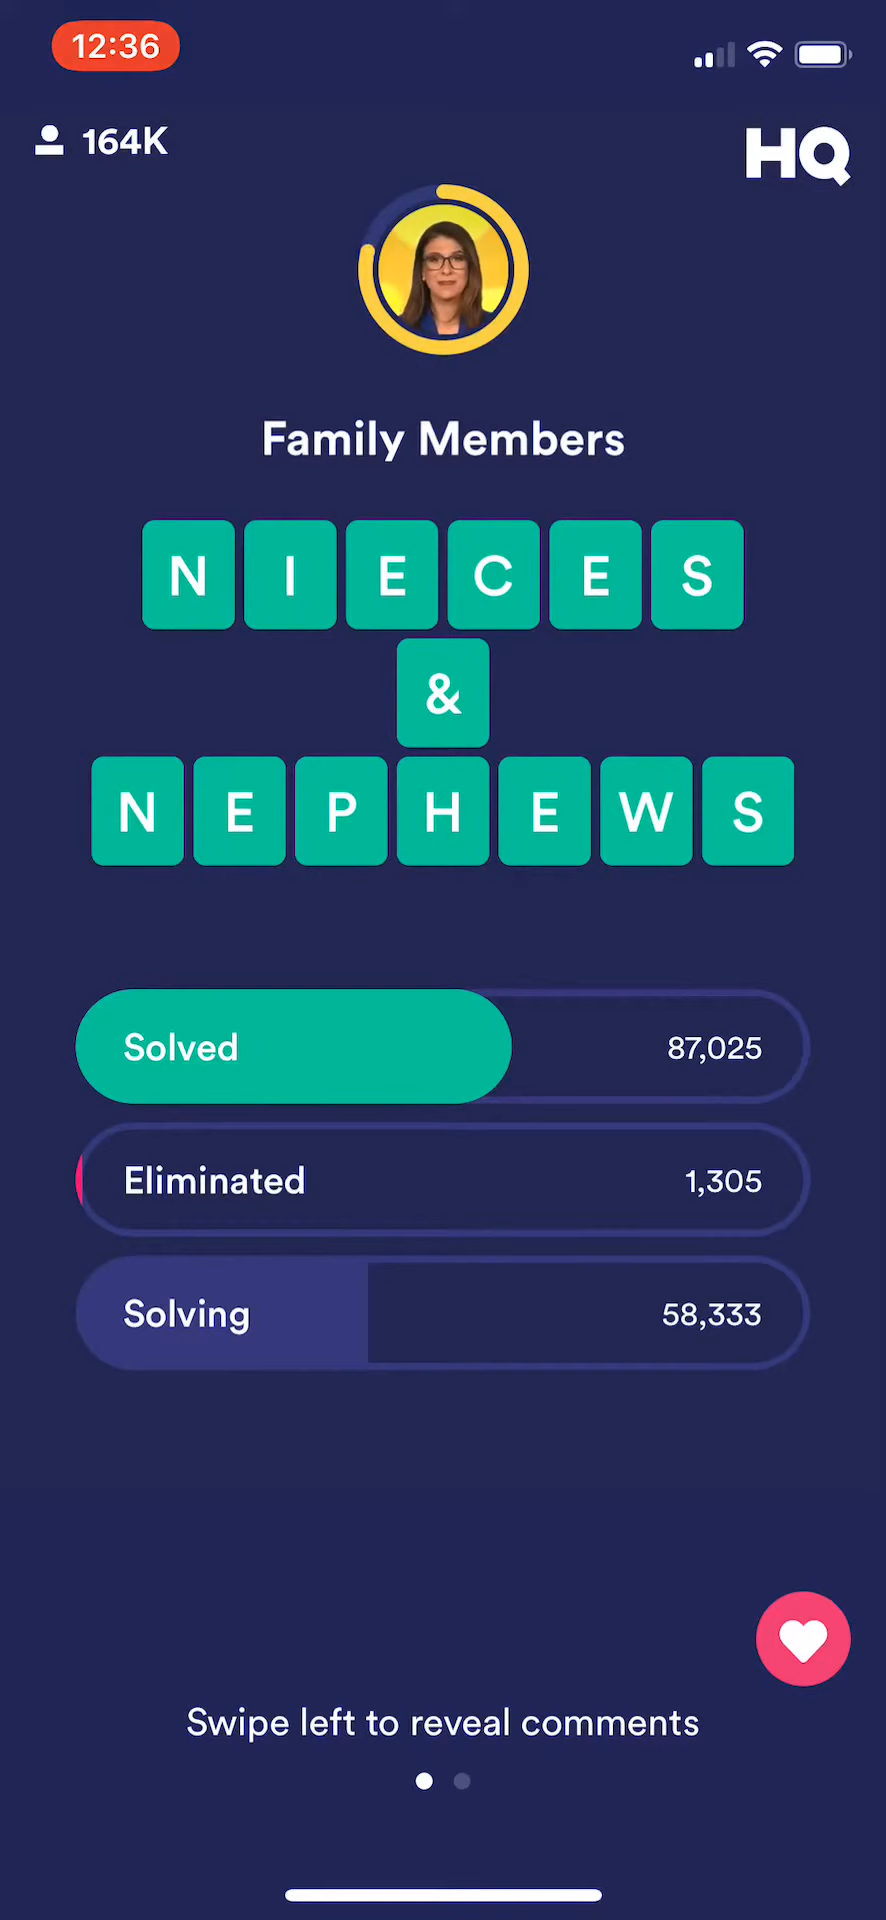 12:36
164K
HQ
Family Members
NIECES
&
NEPHEWS
Solved 87,025
Eliminated 1,305
Solving 58,333
Swipe left to reveal comments